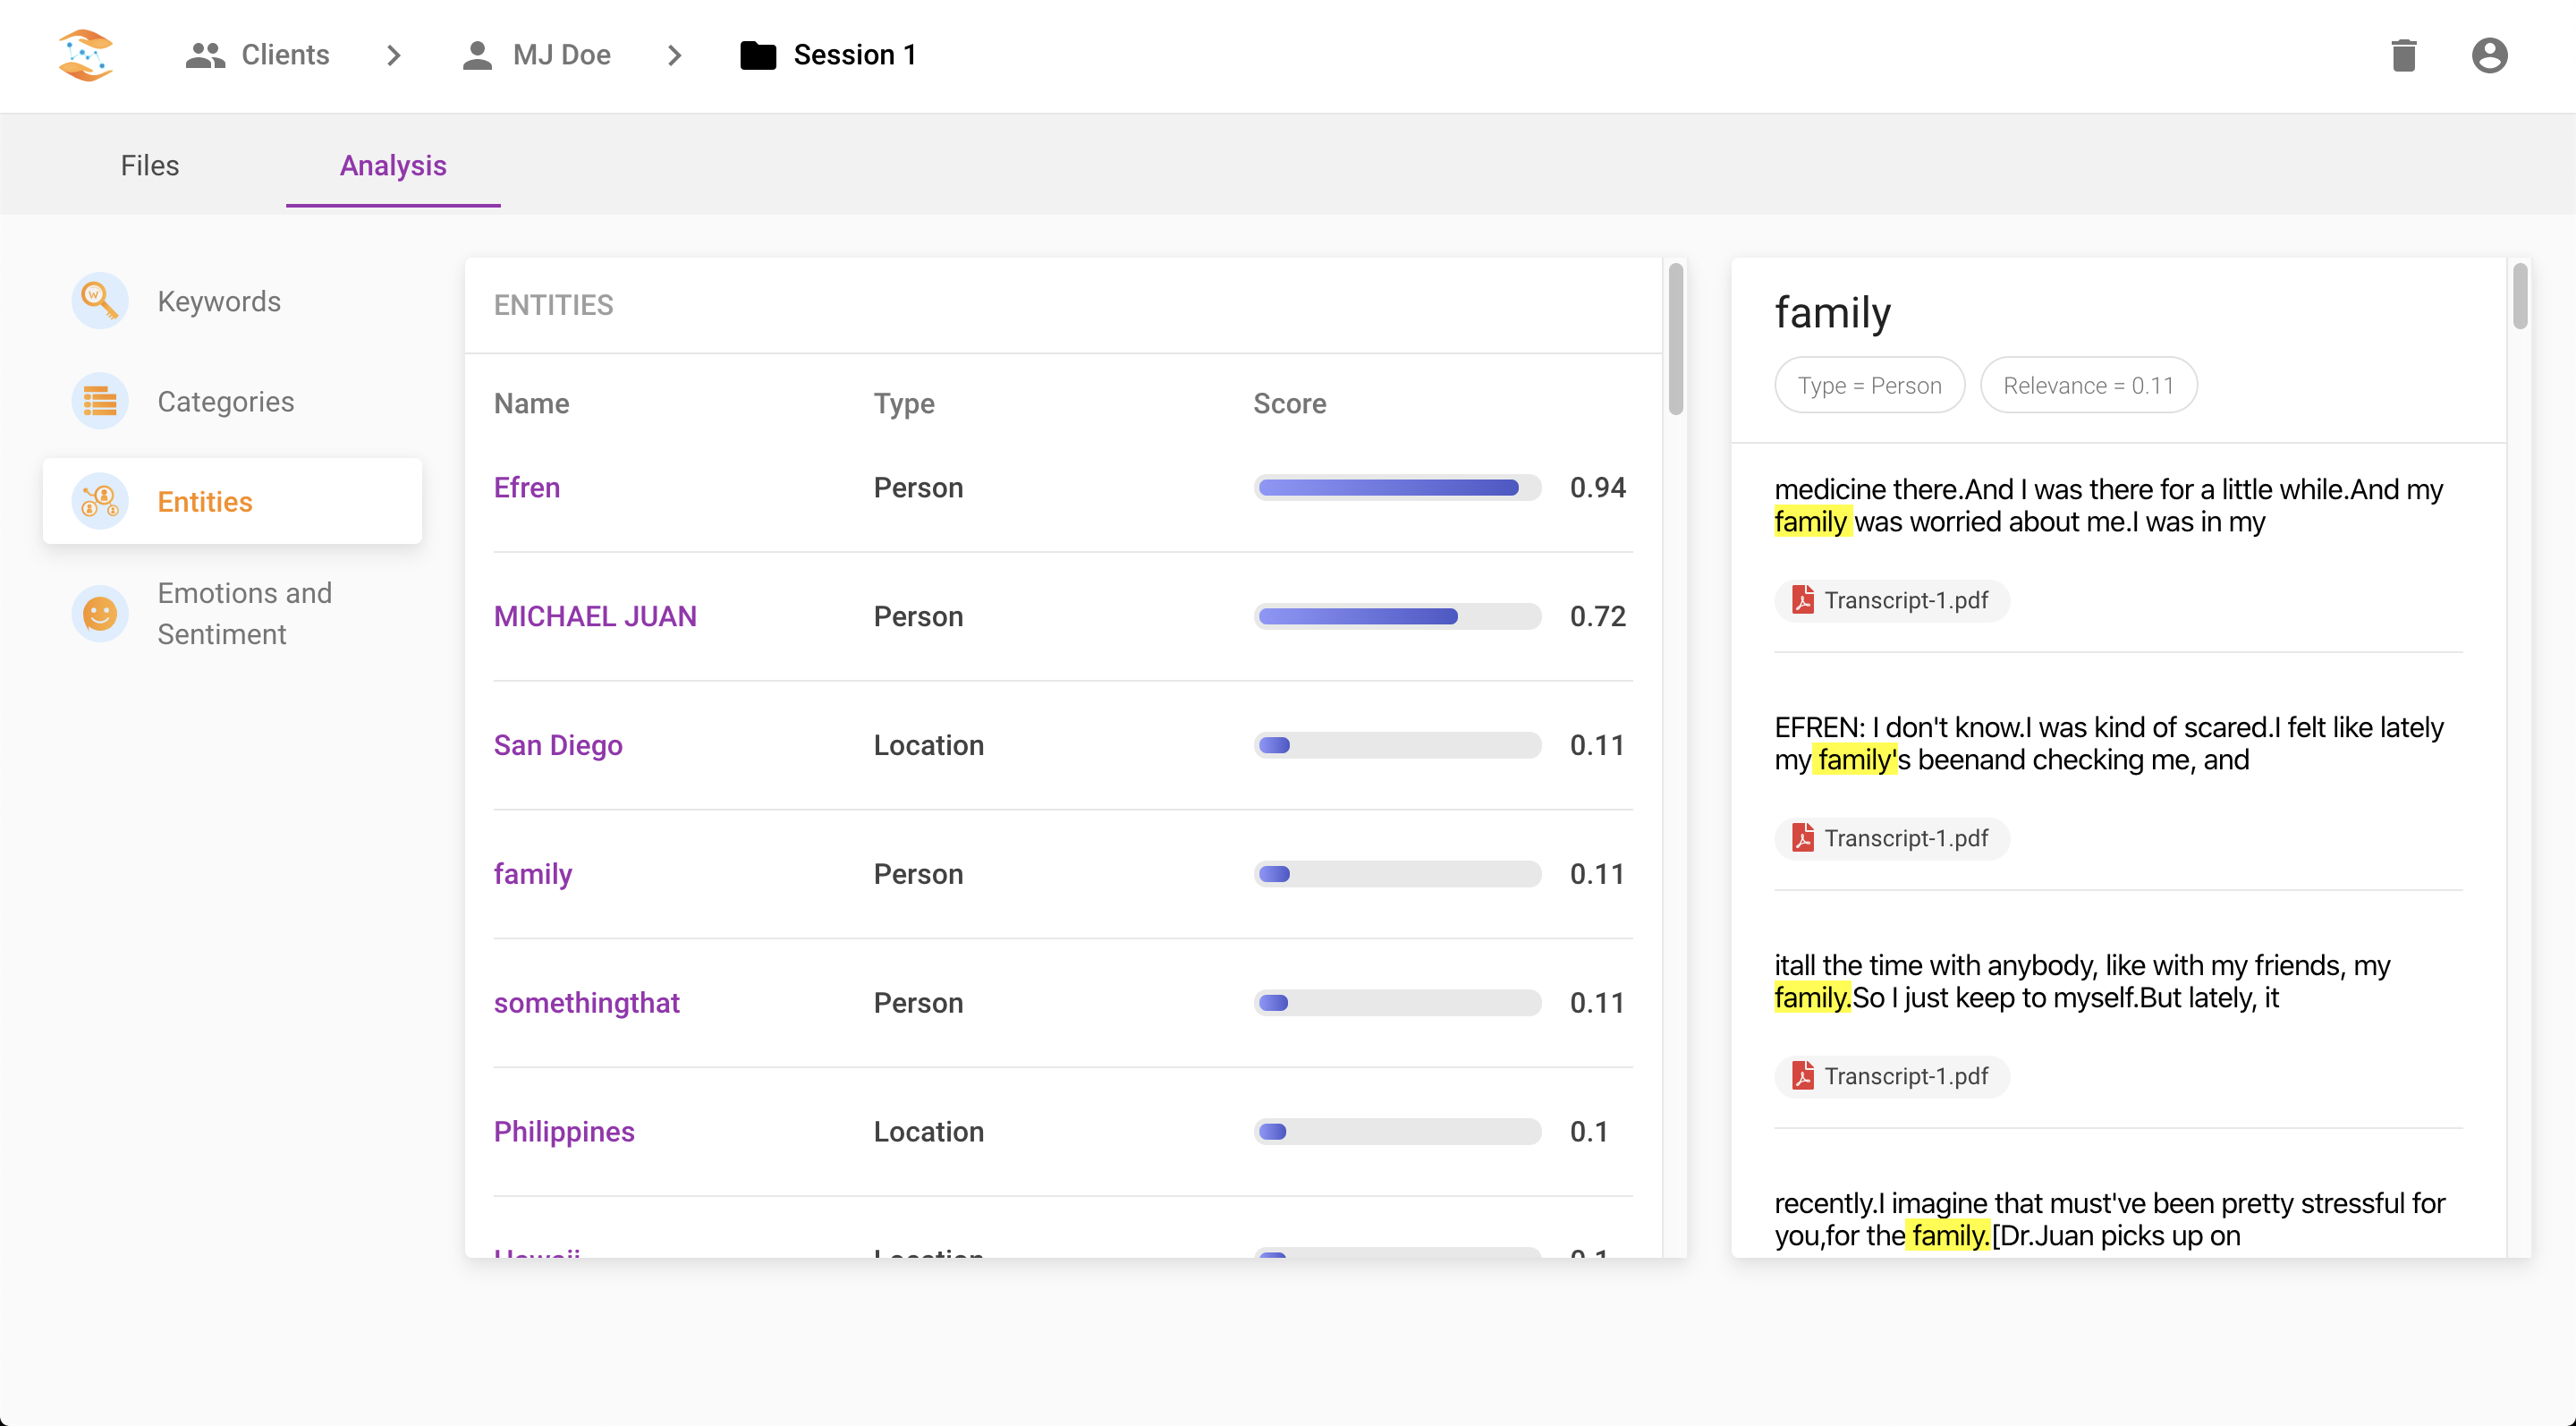 Clients
MJ Doe
Session 1
Files
Analysis
Keywords
Categories
Entities
Emotions and
Sentiment
ENTITIES
Name Type Score
Efren Person 0.94
MICHAEL JUAN Person 0.72
San Diego Location 0.11
family Person 0.11
somethingthat Person 0.11
Philippines Location 0.1
Hawaii Location 0.1
family
Type = Person
Relevance = 0.11
medicine there.And I was there for a little while.And my
family was worried about me.I was in my
Transcript-1.pdf
EFREN: I don't know.I was kind of scared.I felt like lately
my family's beenand checking me, and
Transcript-1.pdf
itall the time with anybody, like with my friends, my
family.So I just keep to myself.But lately, it
Transcript-1.pdf
recently.I imagine that must've been pretty stressful for
you,for the family.[Dr.Juan picks up on